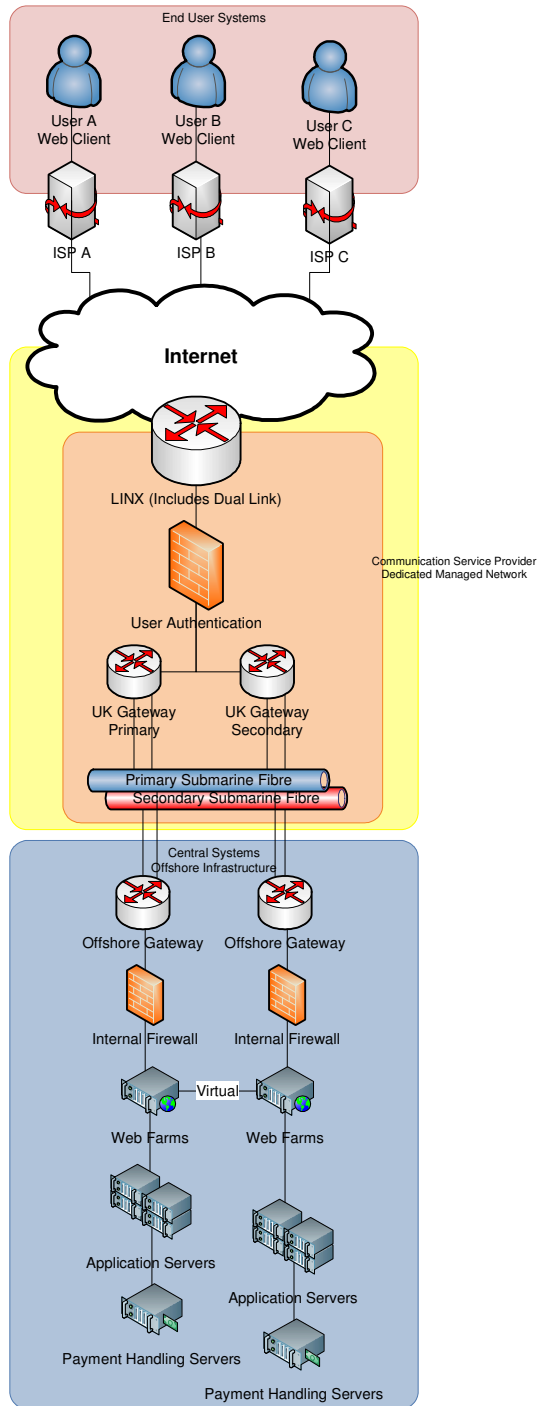 End User Systems
User A
Web Client
User B
Web Client
User C
Web Client
ISP A
ISP B
ISP C
Internet
LINX (Includes Dual Link)
Communication Service Provider
Dedicated Managed Network
User Authentication
UK Gateway
Primary
UK Gateway
Secondary
Primary Submarine Fibre
Secondary Submarine Fibre
Central Systems
Offshore Infrastructure
Offshore Gateway
Offshore Gateway
Internal Firewall
Internal Firewall
Virtual
Web Farms
Web Farms
Application Servers
Application Servers
Payment Handling Servers
Payment Handling Servers